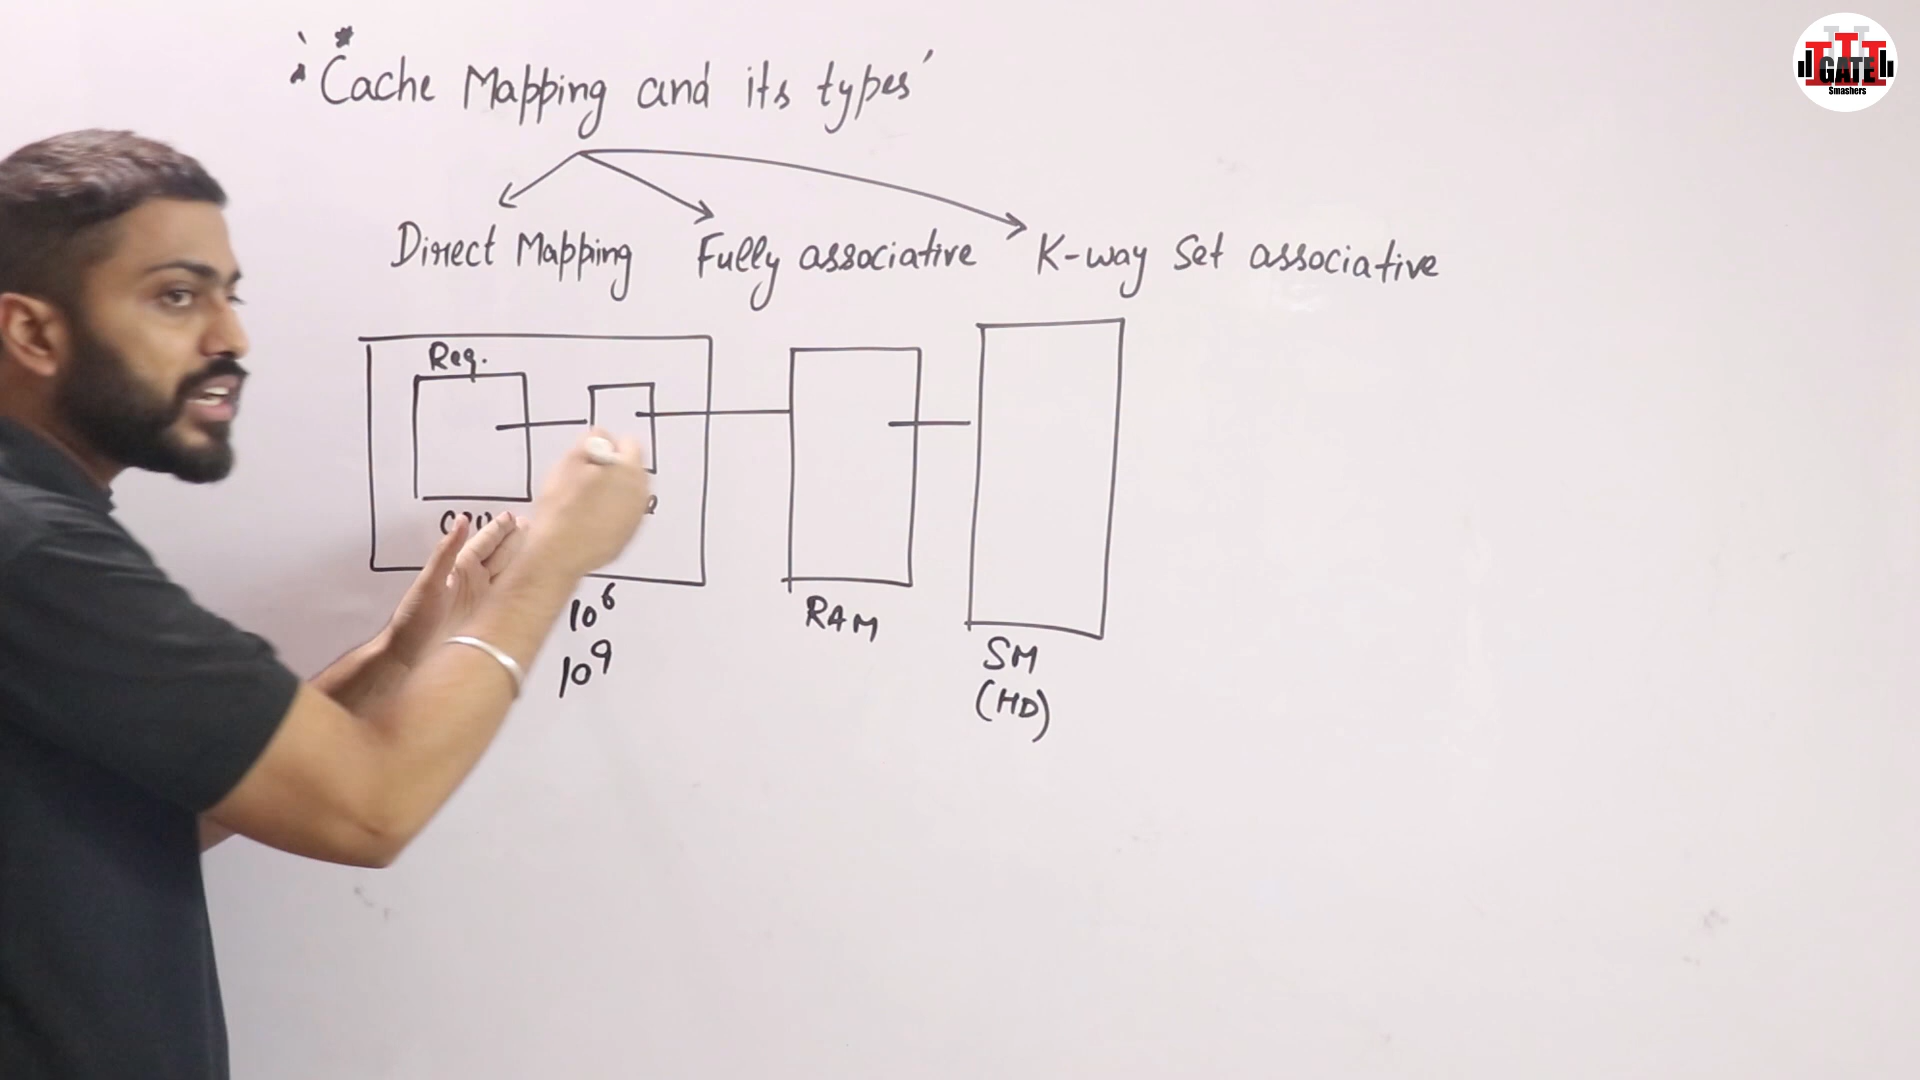 Cache Mapping and its types
Direct Mapping Fully associative K-way Set associative
Reg.
CPU
10^6
10^9
RAM
SM
(HD)
GATE
Smashers